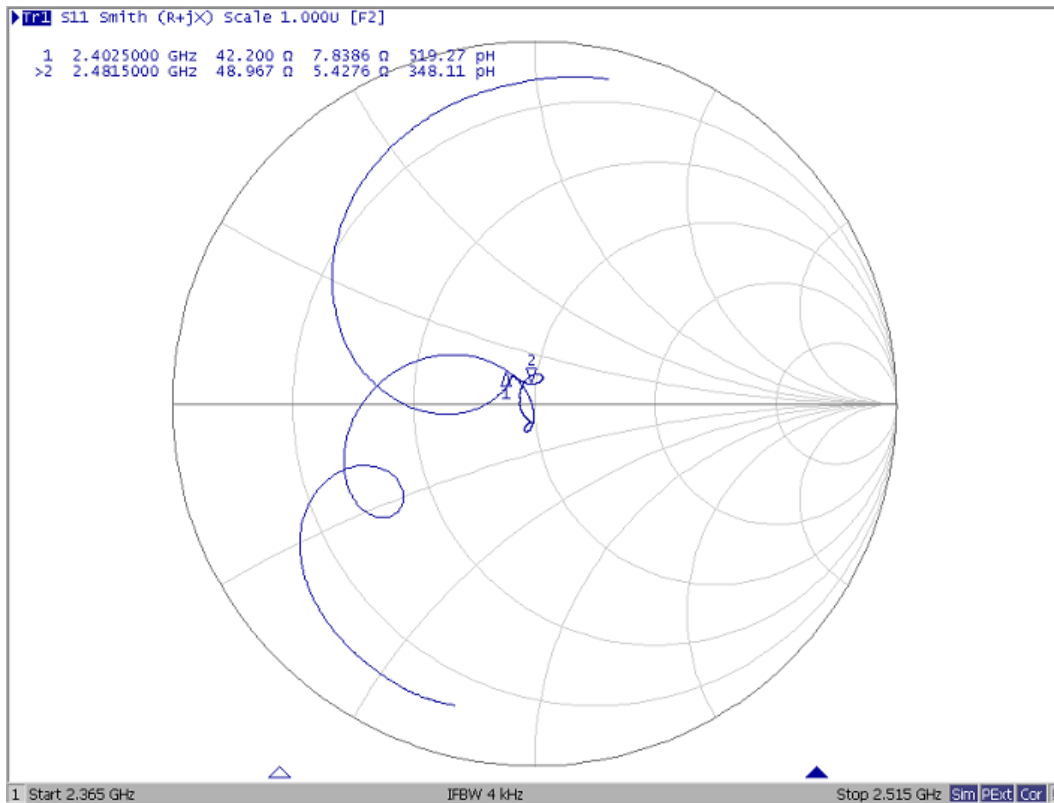 Tr1 S11 Smith (R+jX) Scale 1.000U [F2]
1 2.4025000 GHz 42.200 Ω 7.8386 Ω 519.27 pH
>2 2.4815000 GHz 48.967 Ω 5.4276 Ω 348.11 pH
2
1
1 Start 2.365 GHz IFBW 4 kHz Stop 2.515 GHz Sim PExt Cor